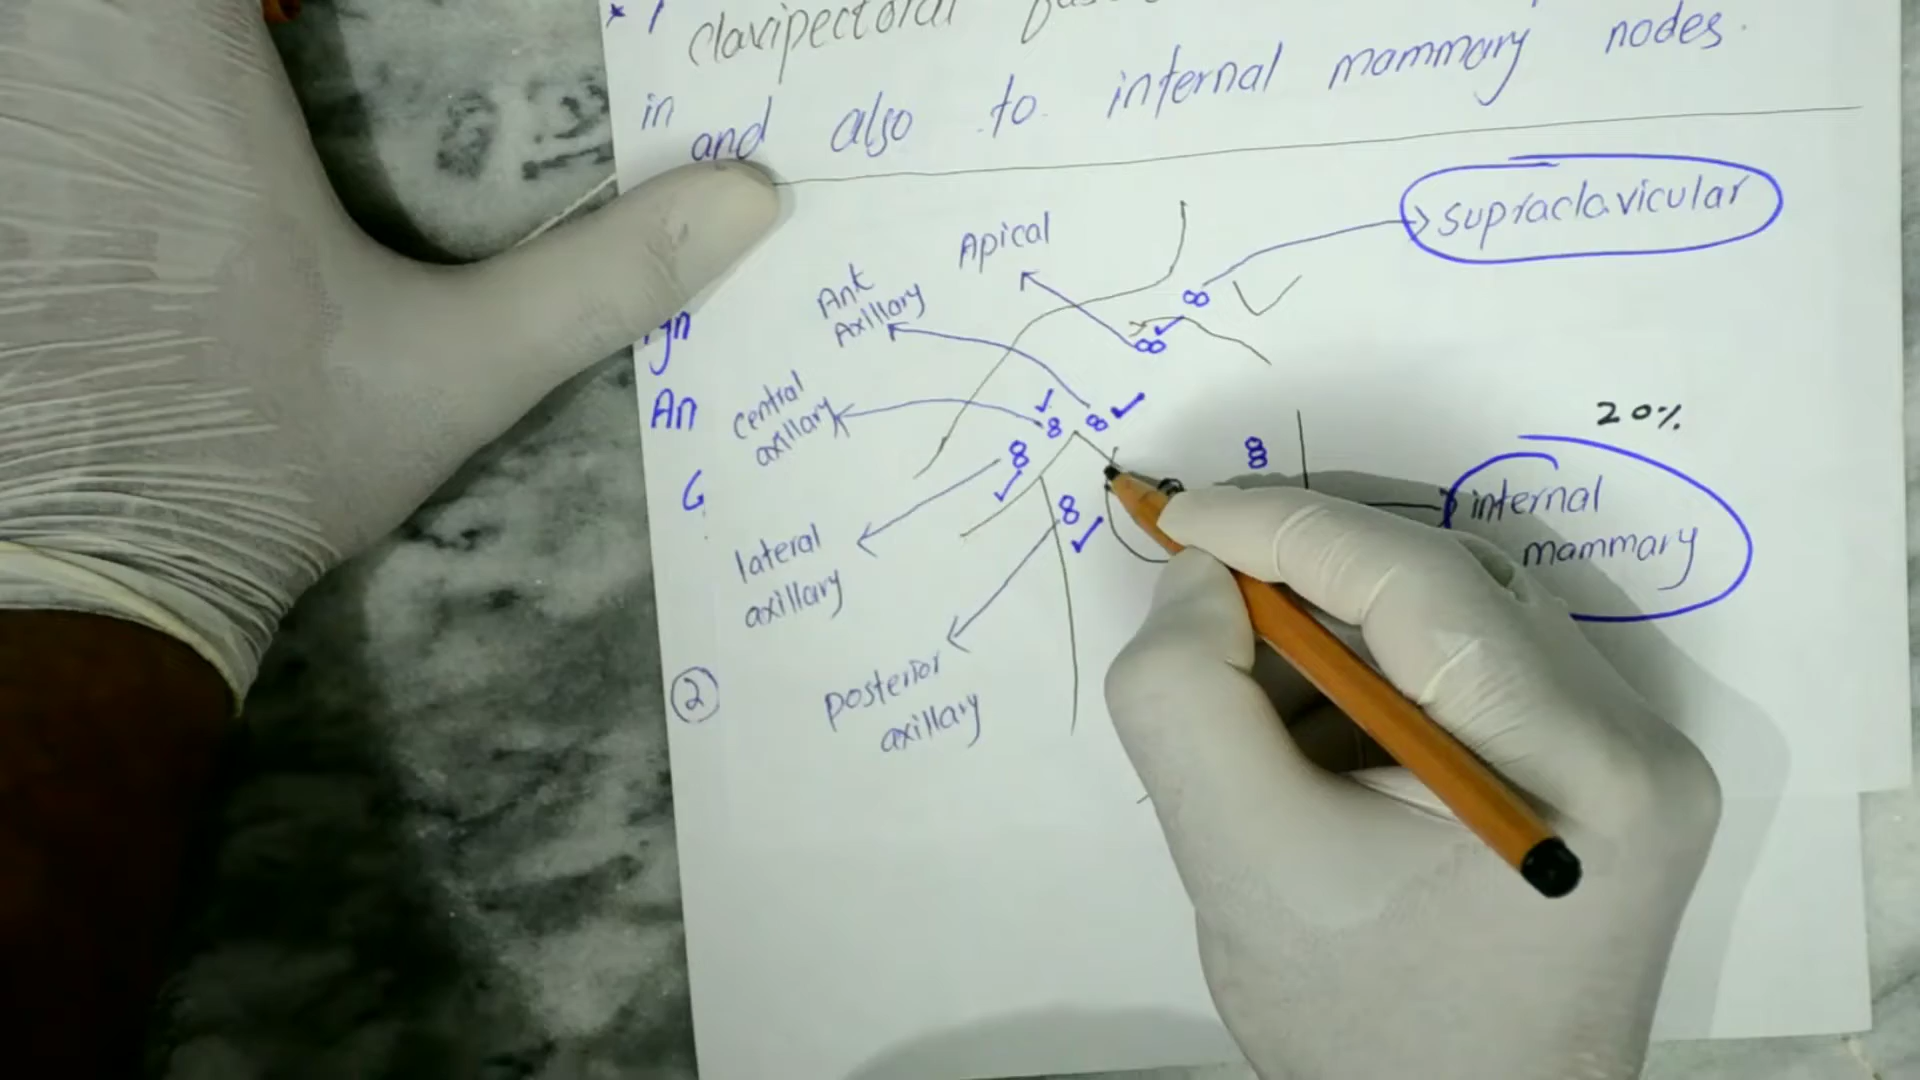 clavipectoral
in and also to internal mammary nodes.
supraclavicular
Apical
Ant
Axillary
An
central
axillary
20%
G
internal
mammary
lateral
axillary
2
posterior
axillary